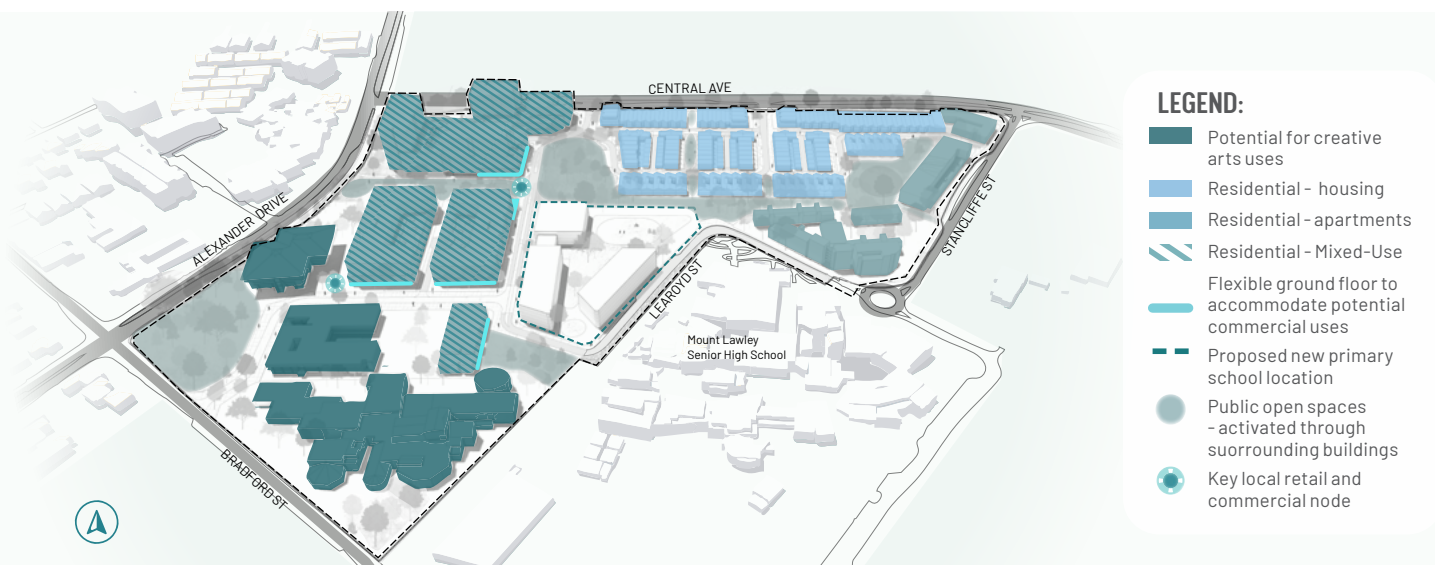 CENTRAL AVE
ALEXANDER DRIVE
STANCLIFFE ST
LEAROYD ST
Mount Lawley
Senior High School
BRADFORD ST
LEGEND:
Potential for creative
arts uses
Residential - housing
Residential - apartments
Residential - Mixed-Use
Flexible ground floor to
accommodate potential
commercial uses
Proposed new primary
school location
Public open spaces
- activated through
suorrounding buildings
Key local retail and
commercial node